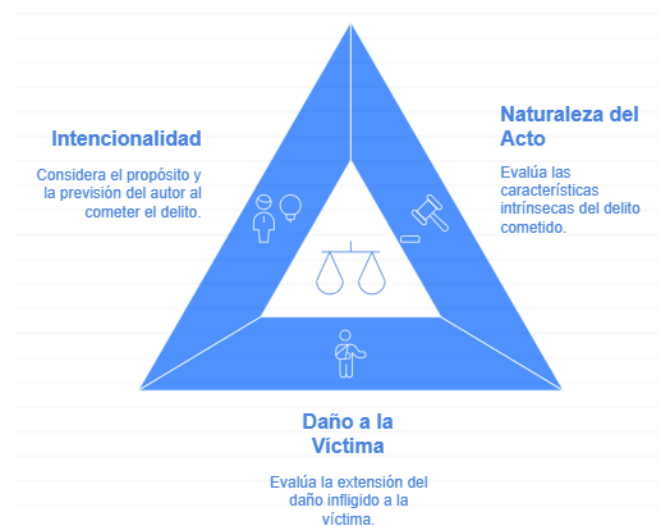 Intencionalidad
Considera el propósito y
la previsión del autor al
cometer el delito.
Naturaleza del
Acto
Evalúa las
características
intrínsecas del delito
cometido.
Daño a la
Víctima
Evalúa la extensión del
daño infligido a la
víctima.